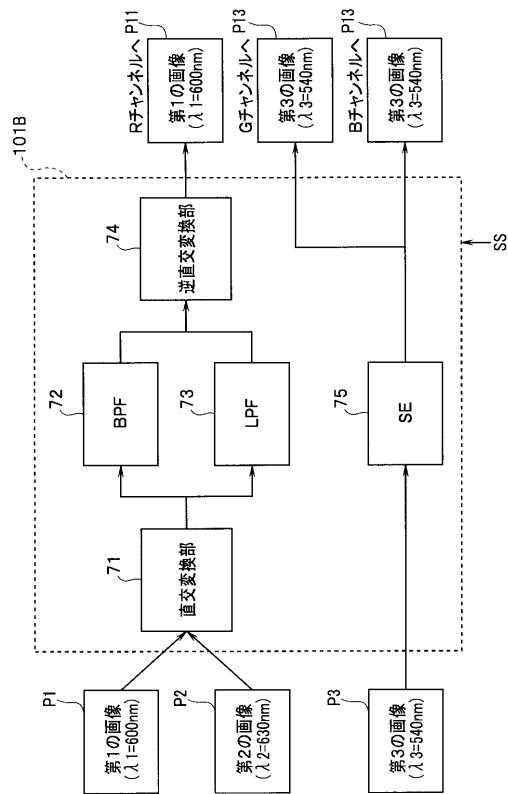 101B
P1
第1の画像
(λ1=600nm)
P2
第2の画像
(λ2=630nm)
P3
第3の画像
(λ3=540nm)
71
直交変換部
72
BPF
73
LPF
74
逆直交変換部
75
SE
SS
Rチャンネルへ P11
第1の画像
(λ1=600nm)
Gチャンネルへ P13
第3の画像
(λ3=540nm)
Bチャンネルへ P13
第3の画像
(λ3=540nm)